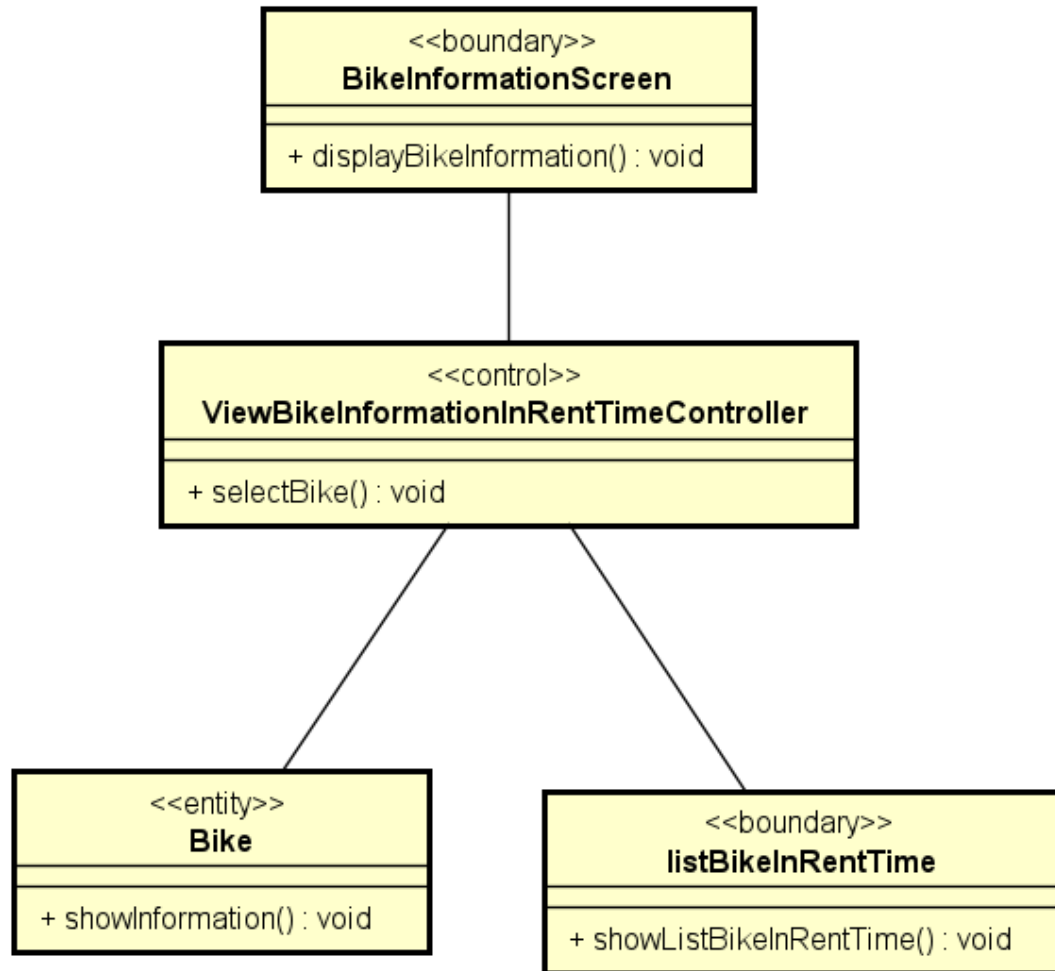 <<boundary>>
BikeInformationScreen
+ displayBikeInformation() : void
<<control>>
ViewBikeInformationInRentTimeController
+ selectBike() : void
<<entity>>
Bike
+ showInformation() : void
<<boundary>>
listBikeInRentTime
+ showListBikeInRentTime() : void